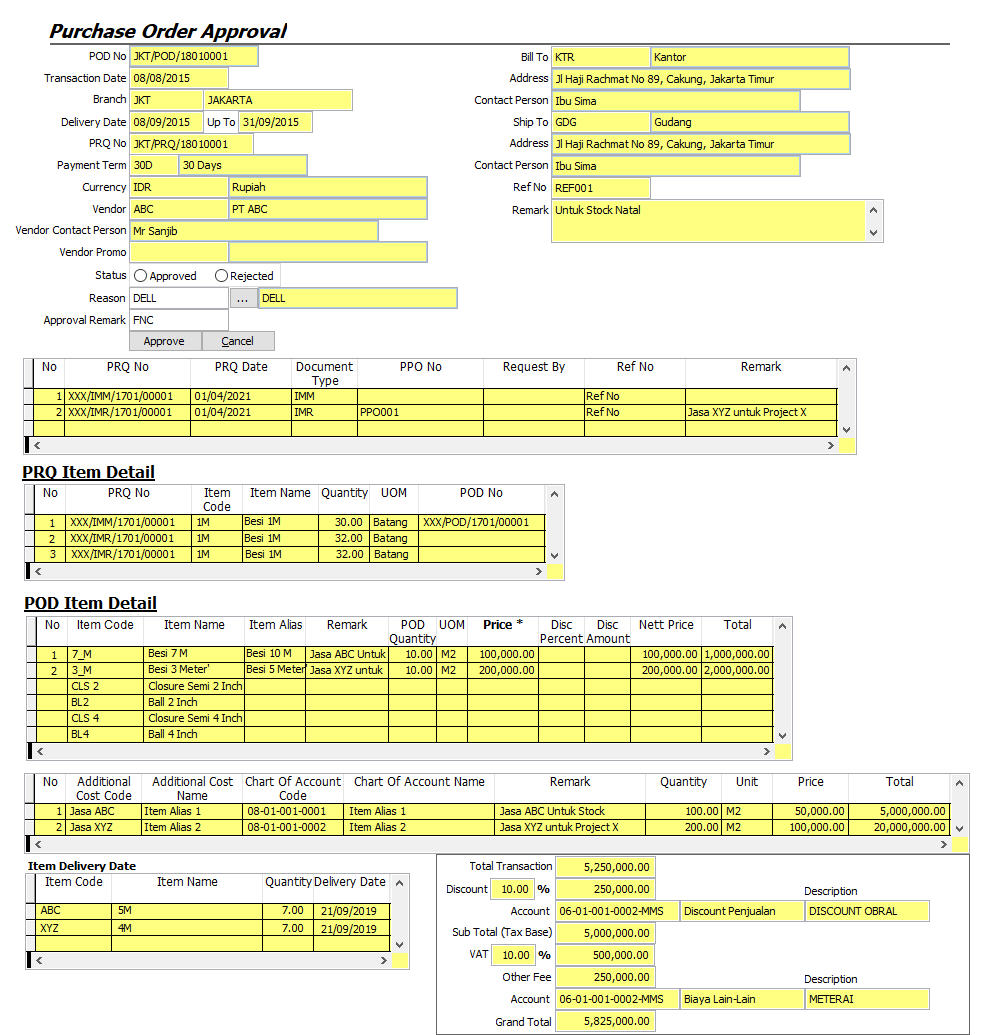 Purchase Order Approval
POD No JKT/POD/18010001
Transaction Date 08/08/2015
Branch JKT JAKARTA
Delivery Date 08/09/2015 Up To 31/09/2015
PRQ No JKT/PRQ/18010001
Payment Term 30D 30 Days
Currency IDR Rupiah
Vendor ABC PT ABC
Vendor Contact Person Mr Sanjib
Vendor Promo
Status Approved Rejected
Reason DELL ... DELL
Approval Remark FNC
Approve Cancel
Bill To KTR Kantor
Address Jl Haji Rachmat No 89, Cakung, Jakarta Timur
Contact Person Ibu Sima
Ship To GDG Gudang
Address Jl Haji Rachmat No 89, Cakung, Jakarta Timur
Contact Person Ibu Sima
Ref No REF001
Remark Untuk Stock Natal
No PRQ No PRQ Date Document PPO No Request By Ref No Remark
Type
1 XXX/IMM/1701/00001 01/04/2021 IMM Ref No
2 XXX/IMR/1701/00001 01/04/2021 IMR PPO001 Ref No Jasa XYZ untuk Project X
PRQ Item Detail
No PRQ No Item Item Name Quantity UOM POD No
Code
1 XXX/IMM/1701/00001 1M Besi 1M 30.00 Batang XXX/POD/1701/00001
2 XXX/IMR/1701/00001 1M Besi 1M 32.00 Batang
3 XXX/IMR/1701/00001 1M Besi 1M 32.00 Batang
POD Item Detail
No Item Code Item Name Item Alias Remark POD UOM Price * Disc Disc Nett Price Total
Quantity Percent Amount
1 7_M Besi 7 M Besi 10 M Jasa ABC Untuk 10.00 M2 100,000.00 100,000.00 1,000,000.00
2 3_M Besi 3 Meter' Besi 5 Meter' Jasa XYZ untuk 10.00 M2 200,000.00 200,000.00 2,000,000.00
CLS 2 Closure Semi 2 Inch
BL2 Ball 2 Inch
CLS 4 Closure Semi 4 Inch
BL4 Ball 4 Inch
No Additional Additional Cost Chart Of Account Chart Of Account Name Remark Quantity Unit Price Total
Cost Code Name Code
1 Jasa ABC Item Alias 1 08-01-001-0001 Item Alias 1 Jasa ABC Untuk Stock 100.00 M2 50,000.00 5,000,000.00
2 Jasa XYZ Item Alias 2 08-01-001-0002 Item Alias 2 Jasa XYZ untuk Project X 200.00 M2 100,000.00 20,000,000.00
Item Delivery Date
Item Code Item Name Quantity Delivery Date
ABC 5M 7.00 21/09/2019
XYZ 4M 7.00 21/09/2019
Total Transaction 5,250,000.00
Discount 10.00 % 250,000.00 Description
Account 06-01-001-0002-MMS Discount Penjualan DISCOUNT OBRAL
Sub Total (Tax Base) 5,000,000.00
VAT 10.00 % 500,000.00
Other Fee 250,000.00 Description
Account 06-01-001-0002-MMS Biaya Lain-Lain METERAI
Grand Total 5,825,000.00